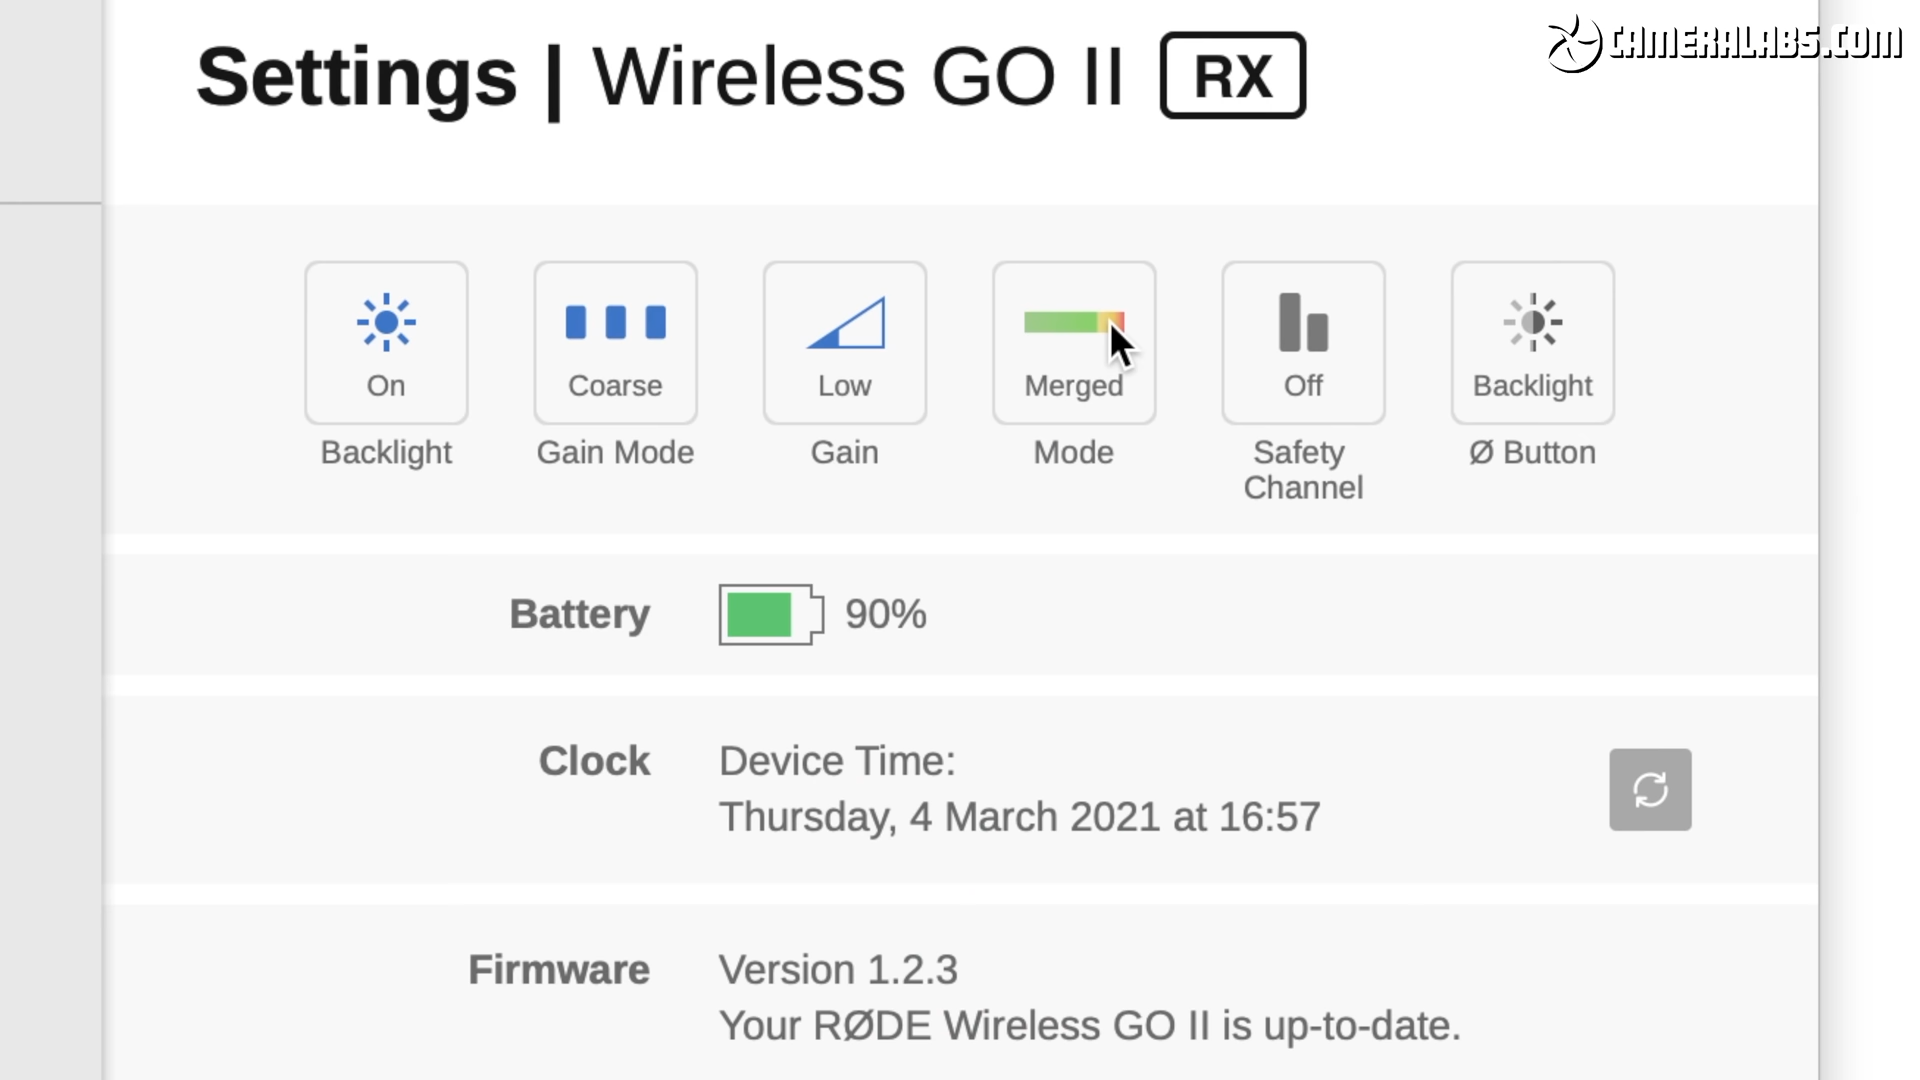 Settings | Wireless GO II RX
CAMERALABS.COM
On
Coarse
Low
Merged
Off
Backlight
Backlight
Gain Mode
Gain
Mode
Safety
Channel
Ø Button
Battery 90%
Clock Device Time:
Thursday, 4 March 2021 at 16:57
Firmware Version 1.2.3
Your RØDE Wireless GO II is up-to-date.